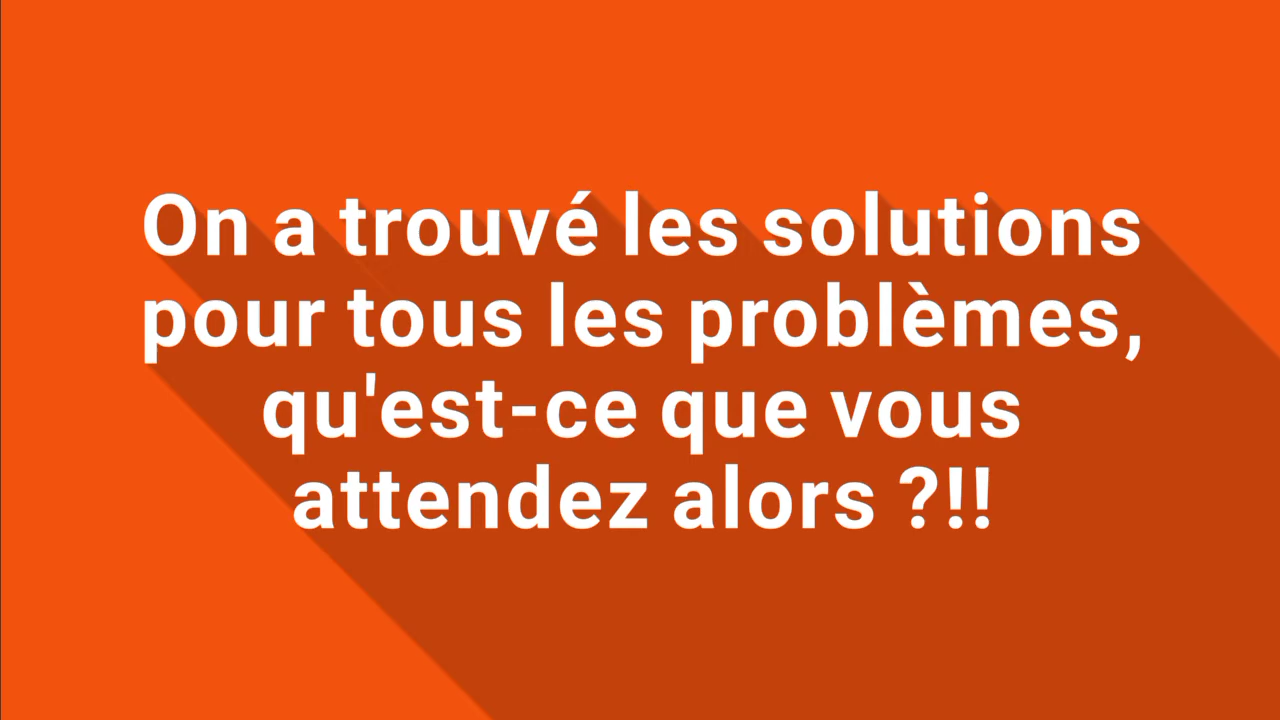 On a trouvé les solutions
pour tous les problèmes,
qu'est-ce que vous
attendez alors ?!!